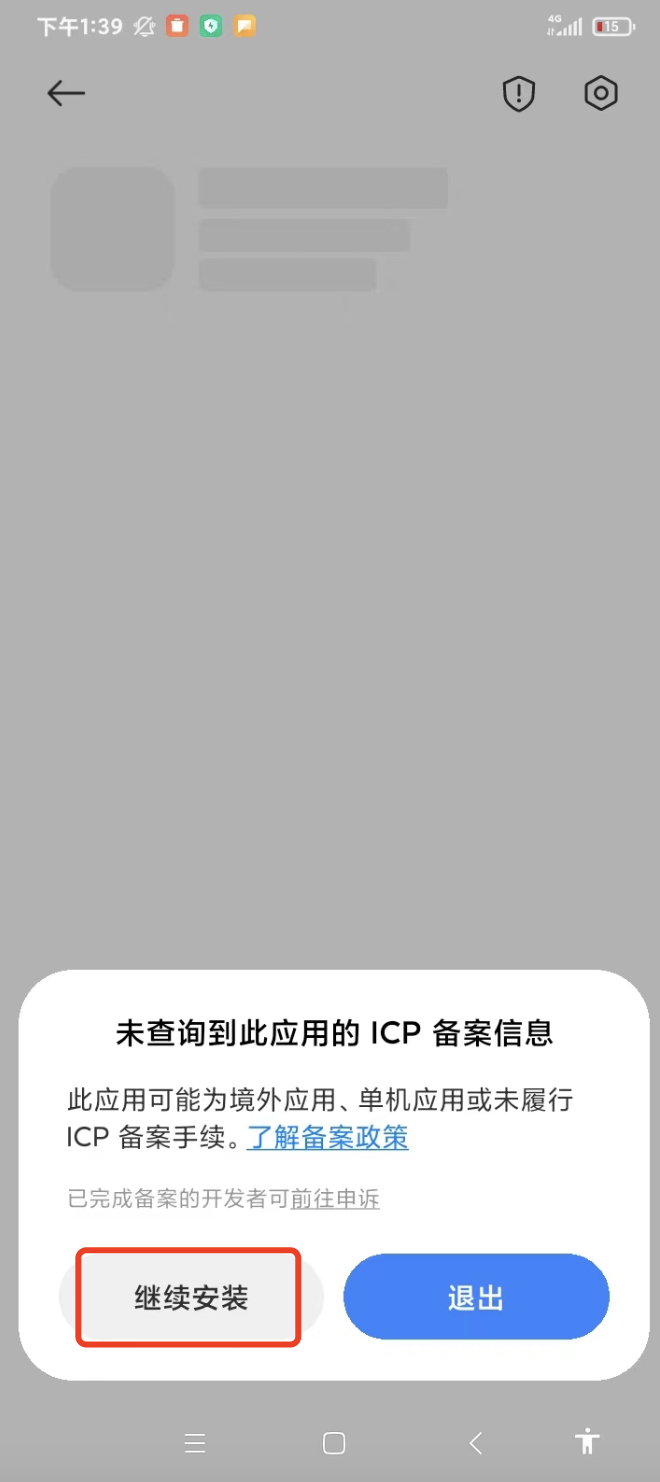 下午1:39
4G
15
未查询到此应用的 ICP 备案信息
此应用可能为境外应用、单机应用或未履行
ICP 备案手续。了解备案政策
已完成备案的开发者可前往申诉
继续安装
退出